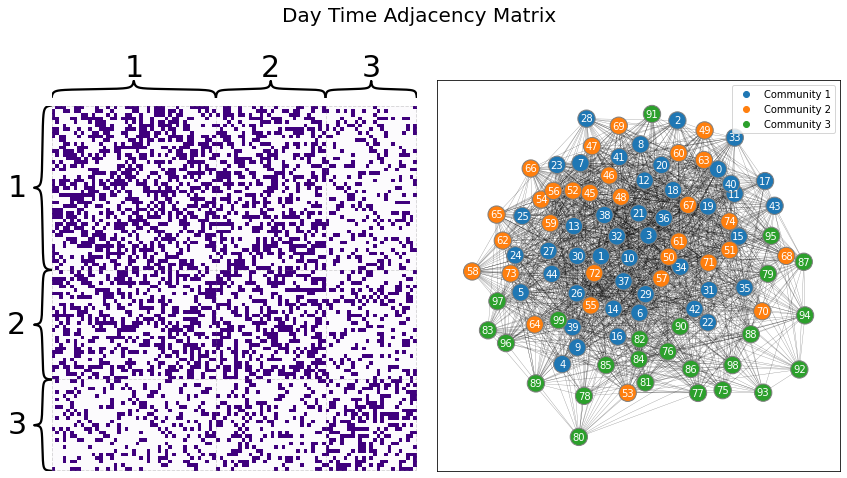 Day Time Adjacency Matrix
1 2 3
1
2
3
Community 1
Community 2
Community 3
91
28 2
69 49
33
47 8
60
41 63
23 7 20
66 0
46 12 17
40
56 52 45 18 11
54 48
67 19 43
65 25 38 21
36 74
59 13
62 32 3 15 95
61 51
27
24 30 1 10 50 68 87
34 71
58 73 44 72 79
37 57
5 26 29 31 35
97
55 14 42 70
6 94
99
64 22
83 39 90 88
16 82
96
9 76
84
4 85 98
86 92
89 81
78 53 77 75 93
80